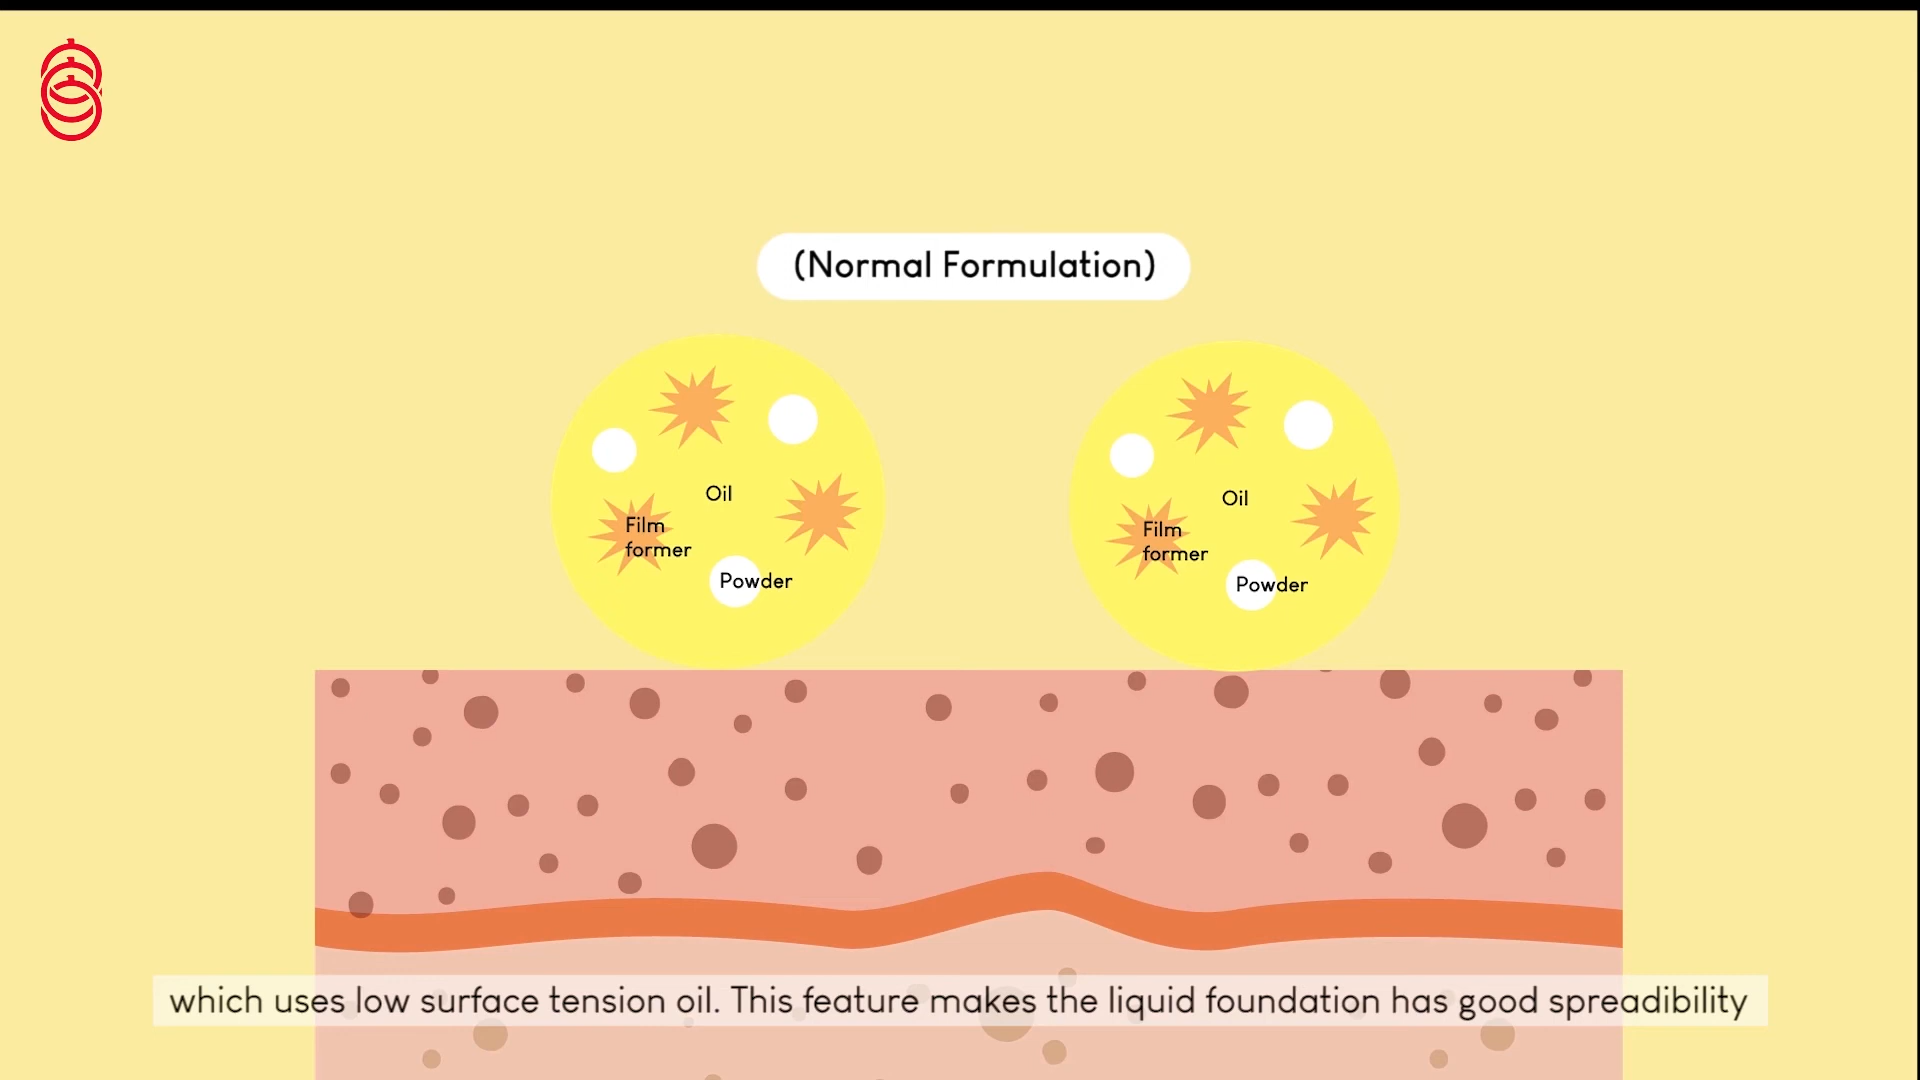 (Normal Formulation)
Oil
Film
former
Powder
Oil
Film
former
Powder
which uses low surface tension oil. This feature makes the liquid foundation has good spreadibility